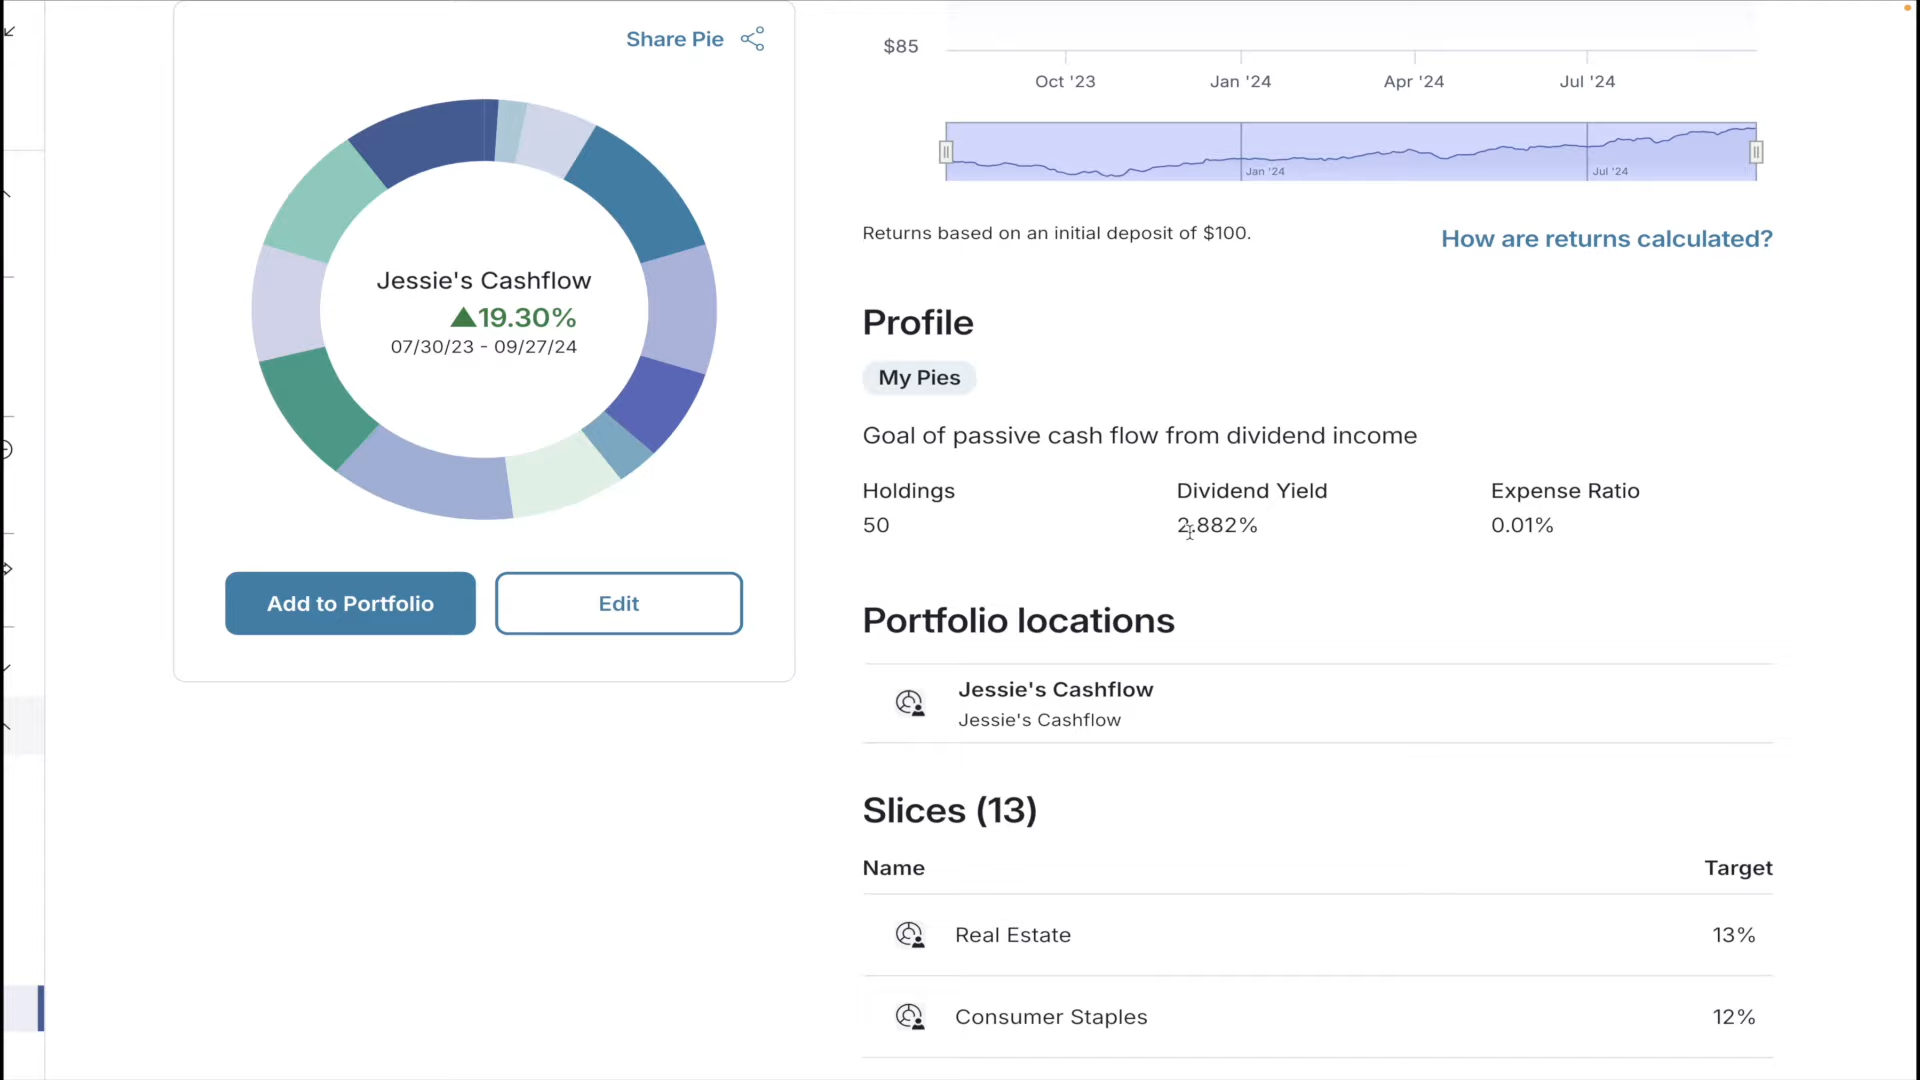 Share Pie
Jessie's Cashflow
▲19.30%
07/30/23 - 09/27/24
Add to Portfolio
Edit
$85
Oct '23
Jan '24
Apr '24
Jul '24
Jan '24
Jul '24
Returns based on an initial deposit of $100.
How are returns calculated?
Profile
My Pies
Goal of passive cash flow from dividend income
Holdings
Dividend Yield
Expense Ratio
50
2.882%
0.01%
Portfolio locations
Jessie's Cashflow
Jessie's Cashflow
Slices (13)
Name
Target
Real Estate
13%
Consumer Staples
12%